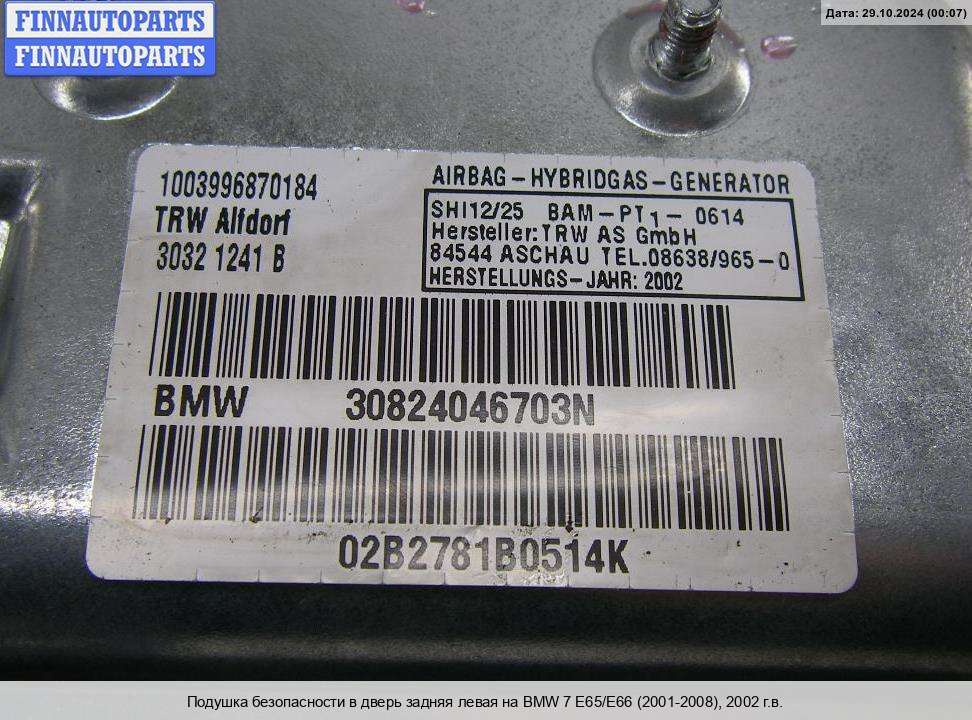 FINNAUTOPARTS
FINNAUTOPARTS
Дата: 29.10.2024 (00:07)
1003996870184
TRW Alfdorf
3032 1241 B
AIRBAG-HYBRIDGAS-GENERATOR
SHI12/25 BAM-PT1-0614
Hersteller: TRW AS GmbH
84544 ASCHAU TEL.08638/965-0
HERSTELLUNGS-JAHR: 2002
BMW 30824046703N
02B2781B0514K
Подушка безопасности в дверь задняя левая на BMW 7 E65/E66 (2001-2008), 2002 г.в.